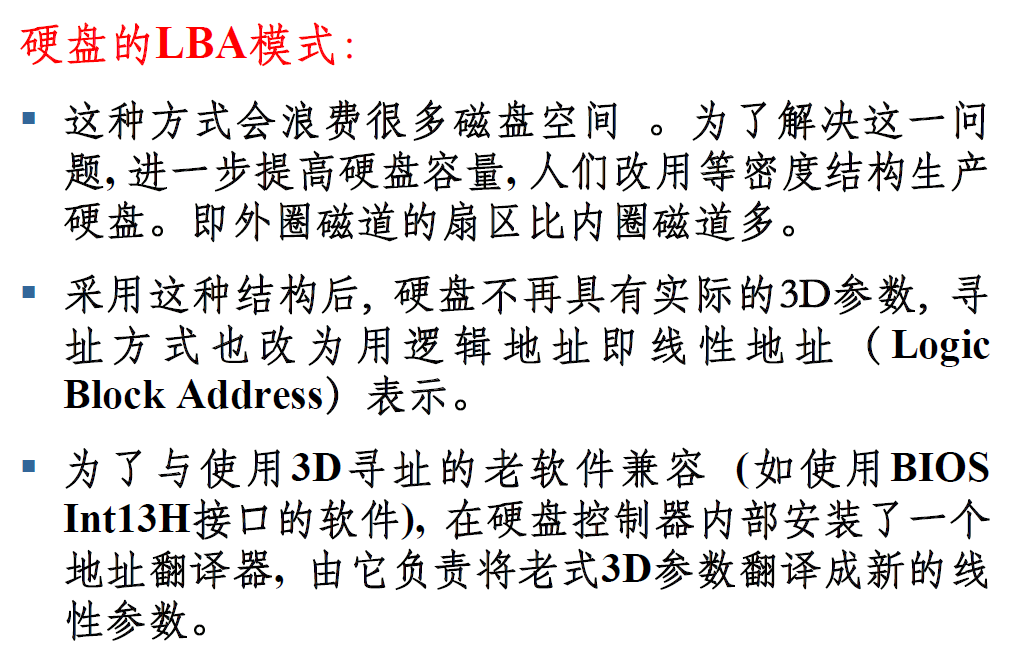 硬盘的LBA模式:
▪ 这种方式会浪费很多磁盘空间 。为了解决这一问
题, 进一步提高硬盘容量, 人们改用等密度结构生产
硬盘。即外圈磁道的扇区比内圈磁道多。
▪ 采用这种结构后, 硬盘不再具有实际的3D参数, 寻
址方式也改为用逻辑地址即线性地址（Logic
Block Address）表示。
▪ 为了与使用3D寻址的老软件兼容 (如使用BIOS
Int13H接口的软件), 在硬盘控制器内部安装了一个
地址翻译器, 由它负责将老式3D参数翻译成新的线
性参数。